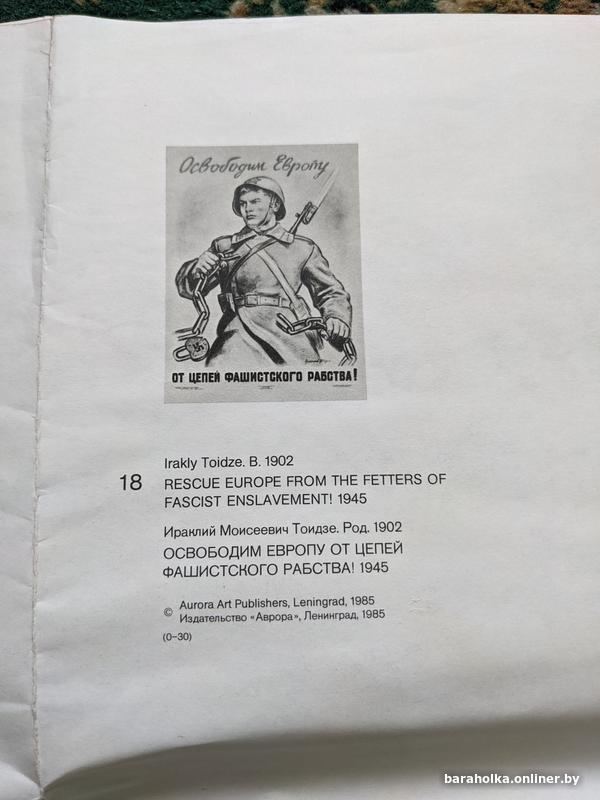 Освободим Европу
ОТ ЦЕПЕЙ ФАШИСТСКОГО РАБСТВА!
Irakly Toidze. B. 1902
18 RESCUE EUROPE FROM THE FETTERS OF
FASCIST ENSLAVEMENT! 1945
Ираклий Моисеевич Тоидзе. Род. 1902
ОСВОБОДИМ ЕВРОПУ ОТ ЦЕПЕЙ
ФАШИСТСКОГО РАБСТВА! 1945
© Aurora Art Publishers, Leningrad, 1985
Издательство «Аврора», Ленинград, 1985
(0–30)
baraholka.onliner.by